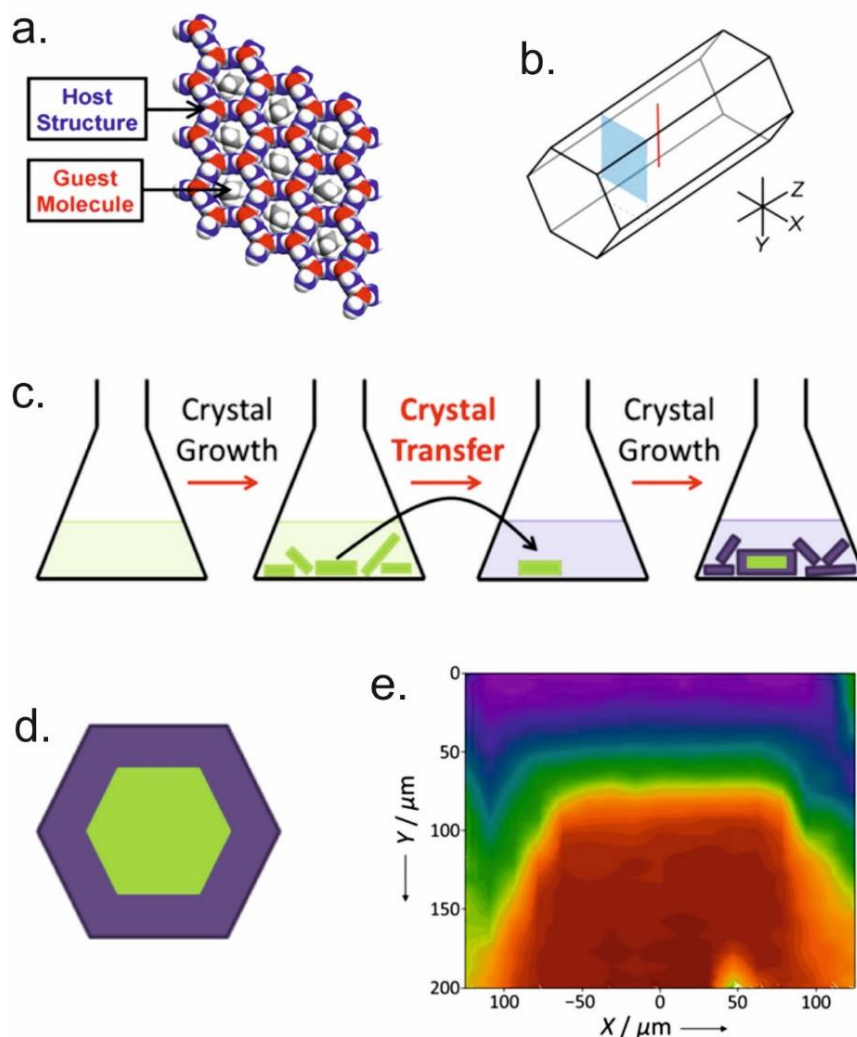 a.
Host
Structure
Guest
Molecule
b.
Z
X
Y
c.
Crystal
Growth
Crystal
Transfer
Crystal
Growth
d.
e.
0
50
100
150
200
Y / μm
100
−50
0
50
100
X / μm